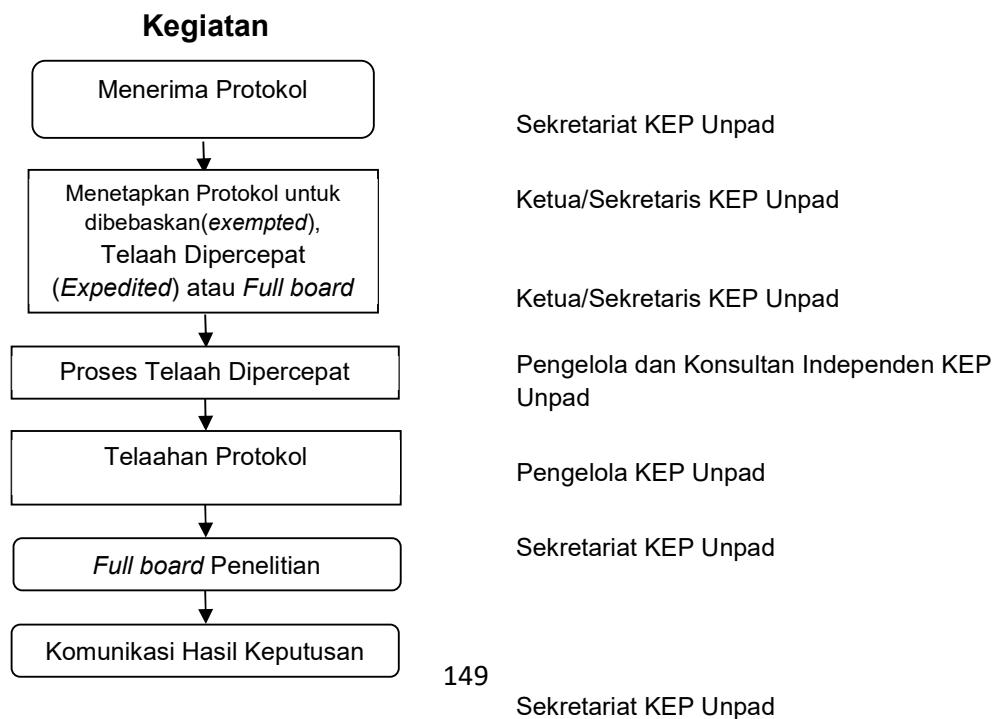 Kegiatan
Menerima Protokol
Sekretariat KEP Unpad
Menetapkan Protokol untuk
dibebaskan(exempted),
Telaah Dipercepat
(Expedited) atau Full board
Ketua/Sekretaris KEP Unpad
Ketua/Sekretaris KEP Unpad
Proses Telaah Dipercepat
Pengelola dan Konsultan Independen KEP
Unpad
Telaahan Protokol
Pengelola KEP Unpad
Full board Penelitian
Sekretariat KEP Unpad
Komunikasi Hasil Keputusan
149
Sekretariat KEP Unpad